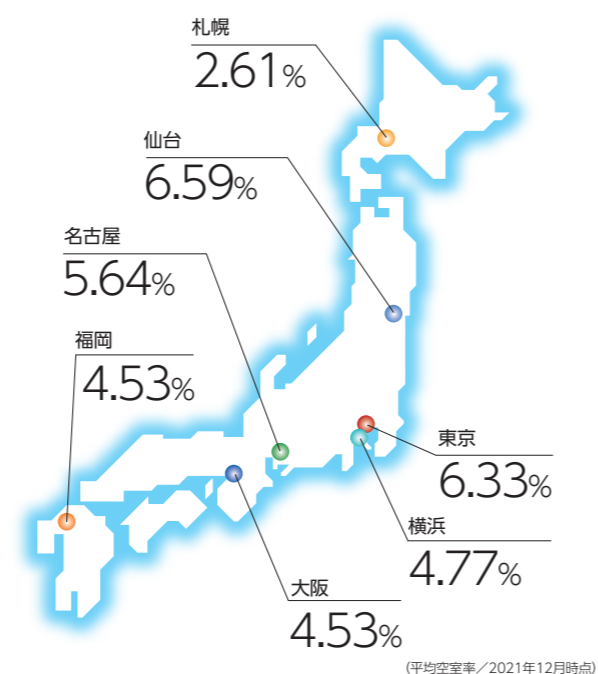 札幌
2.61%
仙台
6.59%
名古屋
5.64%
福岡
4.53%
東京
6.33%
横浜
4.77%
大阪
4.53%
(平均空室率／2021年12月時点)